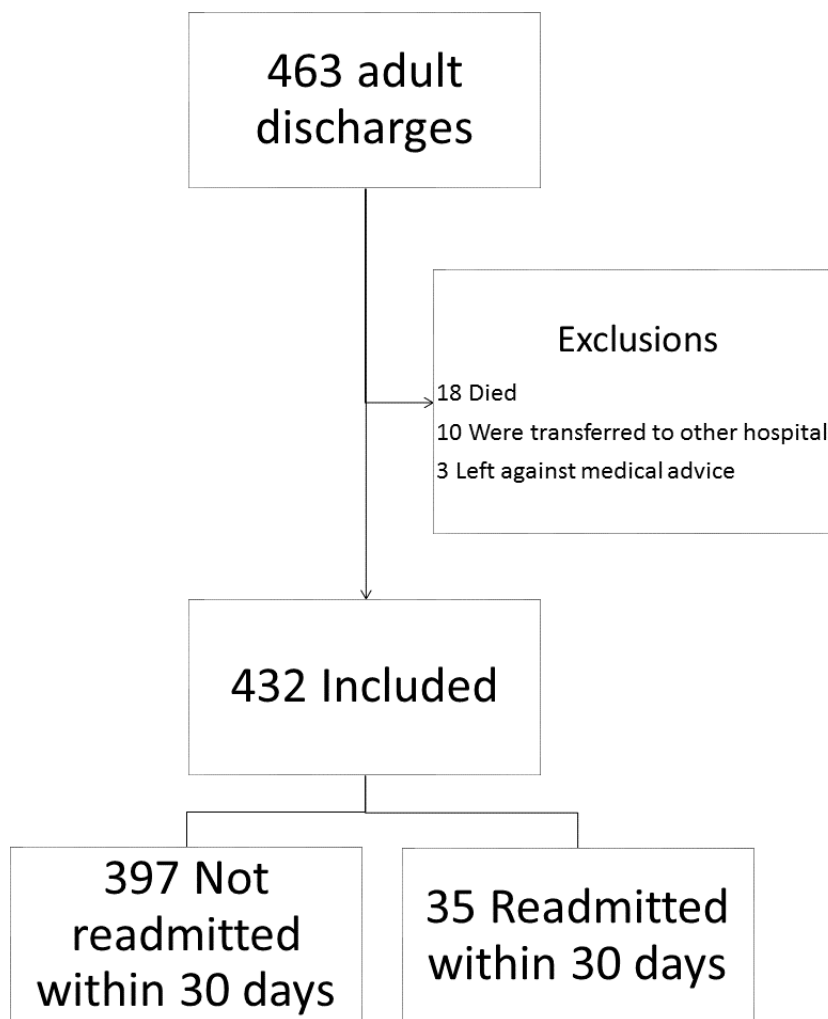 463 adult
discharges
Exclusions
18 Died
10 Were transferred to other hospital
3 Left against medical advice
432 Included
397 Not
readmitted
within 30 days
35 Readmitted
within 30 days